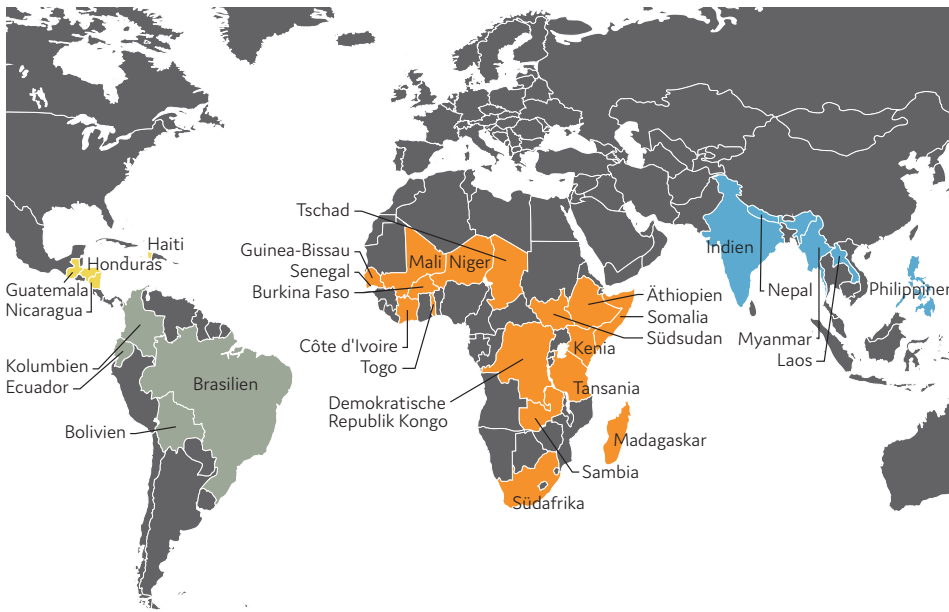 Haiti
Honduras
Guatemala
Nicaragua
Kolumbien
Ecuador
Brasilien
Bolivien
Tschad
Guinea-Bissau
Mali
Niger
Senegal
Burkina Faso
Côte d'Ivoire
Togo
Demokratische
Republik Kongo
Äthiopien
Somalia
Südsudan
Kenia
Tansania
Madagaskar
Sambia
Südafrika
Indien
Nepal
Philippinen
Myanmar
Laos